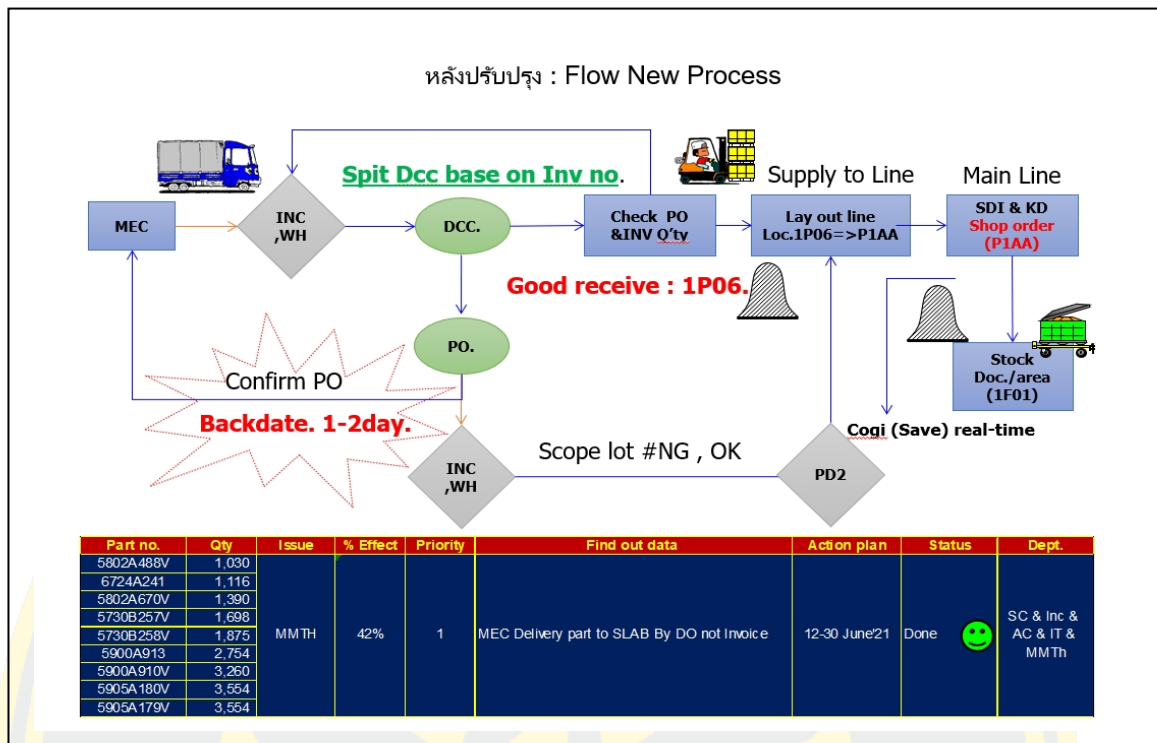 หลังปรับปรุง : Flow New Process
Spit Dcc base on Inv no.
Supply to Line
Main Line
MEC
INC
,WH
DCC.
Check PO
&INV Q'ty
Lay out line
Loc.1P06=>P1AA
SDI & KD
Shop order
(P1AA)
Good receive : 1P06.
PO.
Stock
Doc./area
(1F01)
Confirm PO
Backdate. 1-2day.
Cogi (Save) real-time
INC
,WH
Scope lot #NG , OK
PD2
Part no. Qty Issue % Effect Priority Find out data Action plan Status Dept.
5802A488V 1,030
6724A241 1,116
5802A670V 1,390
5730B257V 1,698
5730B258V 1,875
5900A913 2,754
5900A910V 3,260
5905A180V 3,554
5905A179V 3,554
MMTH 42% 1 MEC Delivery part to SLAB By DO not Invoice 12-30 June'21 Done
SC & Inc &
AC & IT &
MMTh